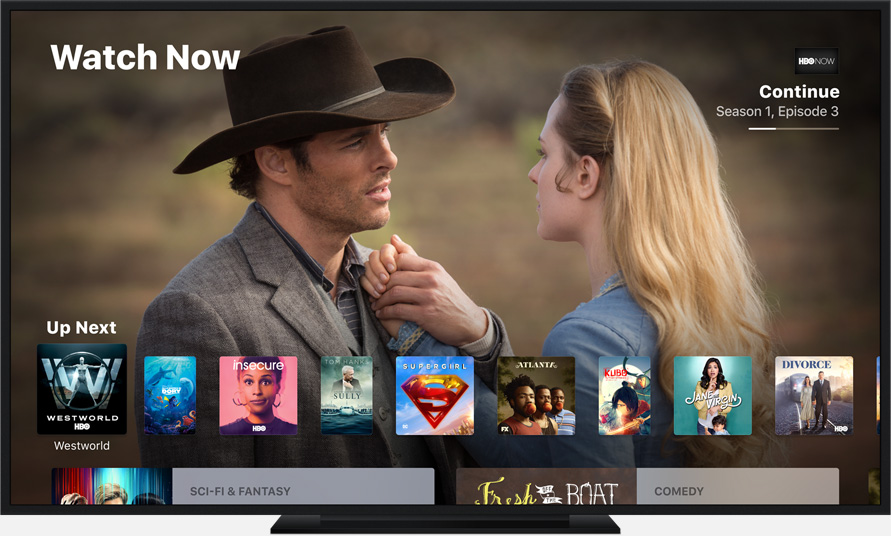 Watch Now
HBO NOW
Continue
Season 1, Episode 3
Up Next
WESTWORLD
HBO
DORY
insecure
HBO
TOM HANKS
SULLY
SUPERGIRL
ATLANTA
FX
KUBO
JANE THE VIRGIN
DIVORCE
HBO
Westworld
SCI-FI & FANTASY
Fresh OFF THE BOAT
COMEDY